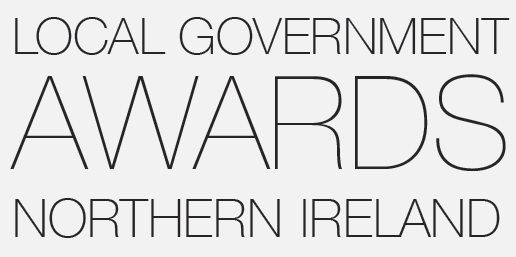 LOCAL GOVERNMENT
AWARDS
NORTHERN IRELAND